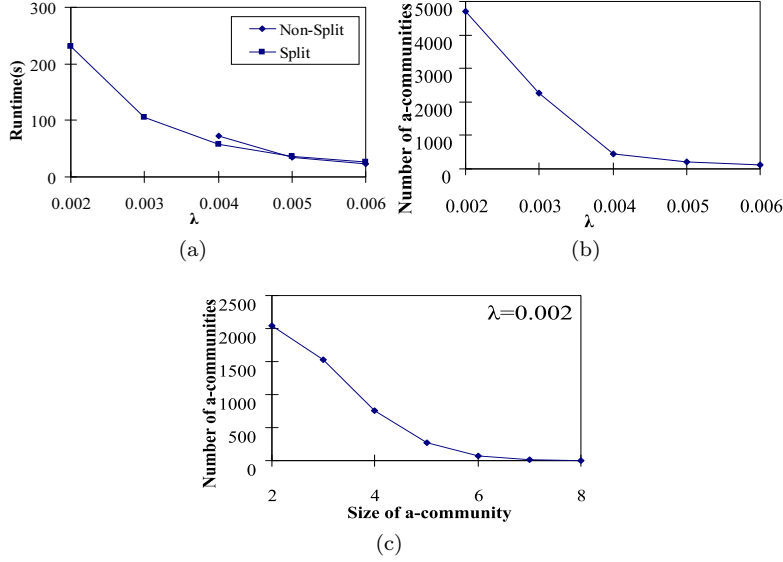 300
200
100
0
Runtime(s)
Non-Split
Split
0.002 0.003 0.004 0.005 0.006
λ
(a)
5000
4000
3000
2000
1000
0
Number of a-communities
0.002 0.003 0.004 0.005 0.006
λ
(b)
2500
2000
1500
1000
500
0
Number of a-communities
λ=0.002
2 4 6 8
Size of a-community
(c)